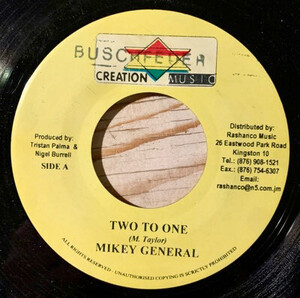 BUSCHFEUER
CREATION MUSIC
Produced by:
Tristan Palma &
Nigel Burrell
SIDE A
Distributed by:
Rashanco Music
26 Eastwood Park Road
Kingston 10
Tel.: (876) 908-1521
Fax.: (876) 754-6307
Email:
rashanco@n5.com.jm
TWO TO ONE
(M. Taylor)
MIKEY GENERAL
ALL RIGHTS RESERVED · UNAUTHORISED COPYING IS STRICTLY PROHIBITED